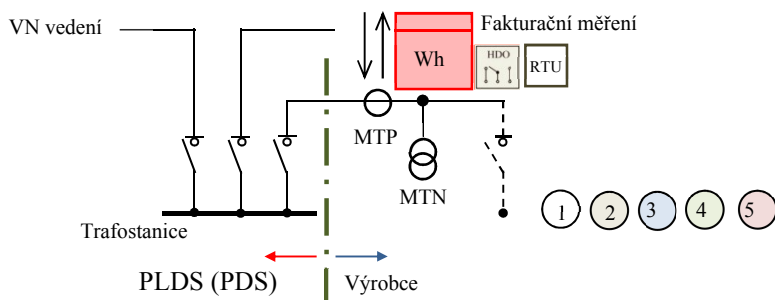 VN vedení
Fakturační měření
Wh
HDO
RTU
MTP
MTN
1 2 3 4 5
Trafostanice
PLDS (PDS)
Výrobce